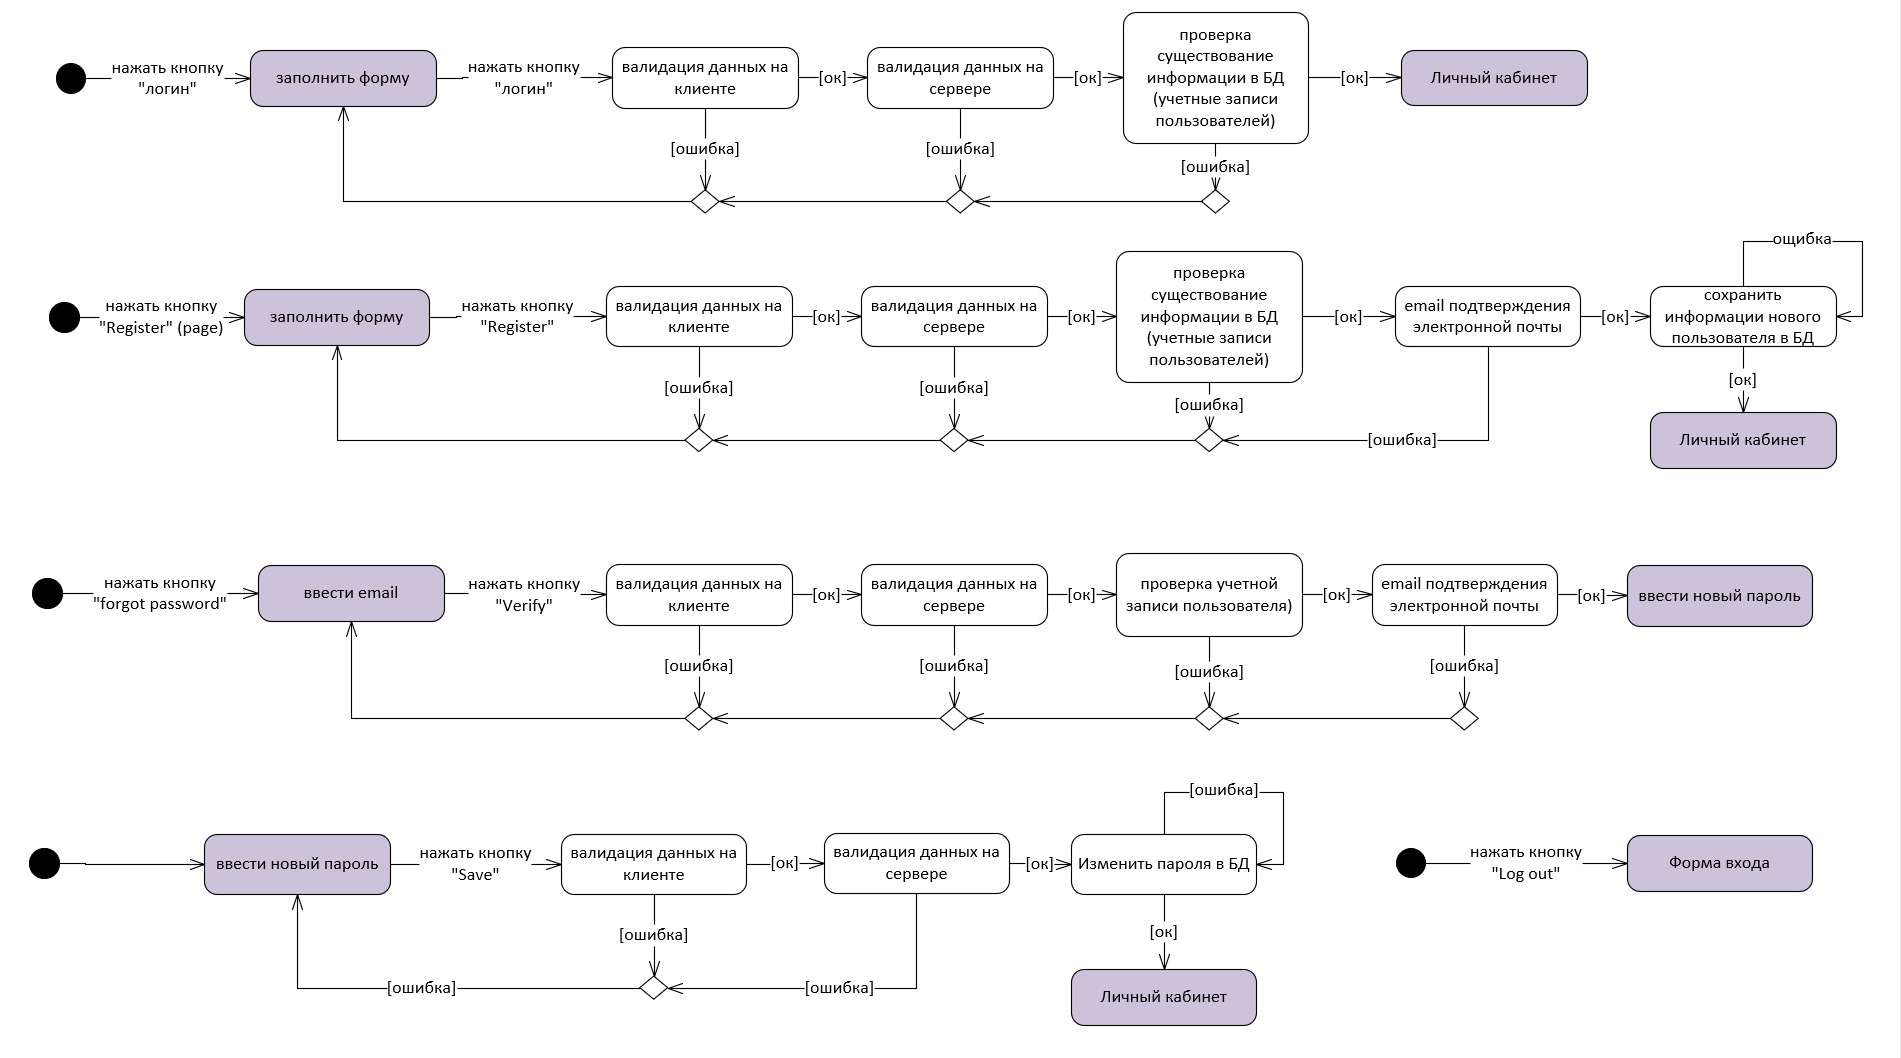 нажать кнопку
"логин"
заполнить форму
нажать кнопку
"логин"
валидация данных на
клиенте
[ок]
валидация данных на
сервере
[ок]
проверка
существование
информации в БД
(учетные записи
пользователей)
[ок]
Личный кабинет
[ошибка]
[ошибка]
[ошибка]
нажать кнопку
"Register" (page)
заполнить форму
нажать кнопку
"Register"
валидация данных на
клиенте
[ок]
валидация данных на
сервере
[ок]
проверка
существование
информации в БД
(учетные записи
пользователей)
[ок]
email подтверждения
электронной почты
[ок]
ощибка
сохранить
информации нового
пользователя в БД
[ок]
Личный кабинет
[ошибка]
[ошибка]
[ошибка]
[ошибка]
нажать кнопку
"forgot password"
ввести email
нажать кнопку
"Verify"
валидация данных на
клиенте
[ок]
валидация данных на
сервере
[ок]
проверка учетной
записи пользователя)
[ок]
email подтверждения
электронной почты
[ок]
ввести новый пароль
[ошибка]
[ошибка]
[ошибка]
[ошибка]
ввести новый пароль
нажать кнопку
"Save"
валидация данных на
клиенте
[ок]
валидация данных на
сервере
[ок]
[ошибка]
Изменить пароля в БД
[ок]
Личный кабинет
[ошибка]
[ошибка]
[ошибка]
нажать кнопку
"Log out"
Форма входа